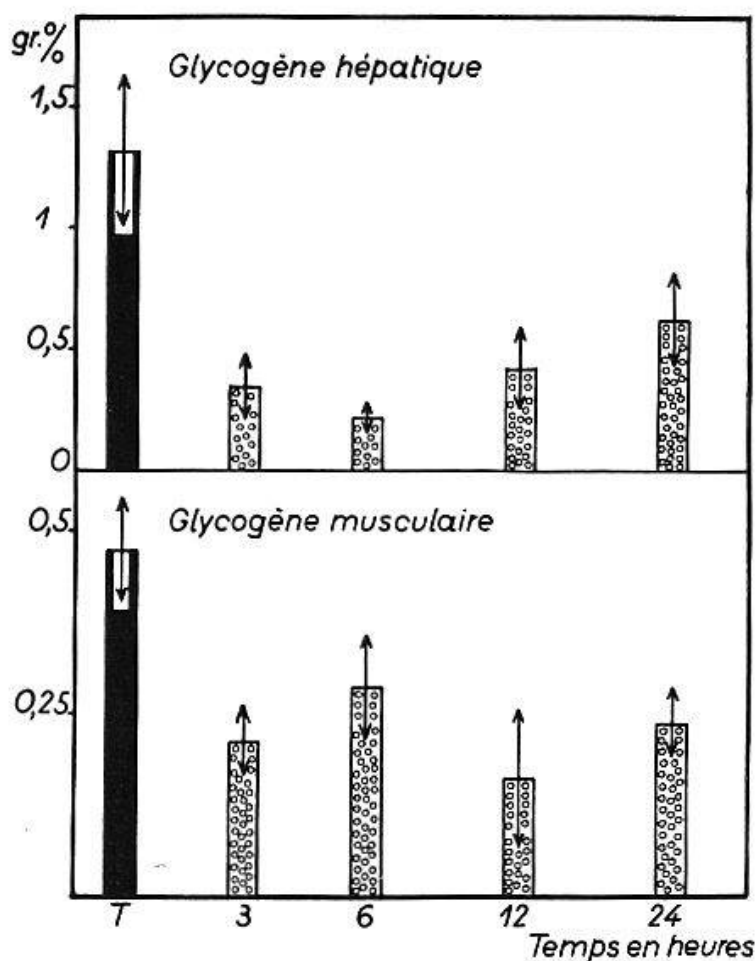 gr.%
Glycogène hépatique
1,5
1
0,5
0
0,5
Glycogène musculaire
0,25
T 3 6 12 24
Temps en heures